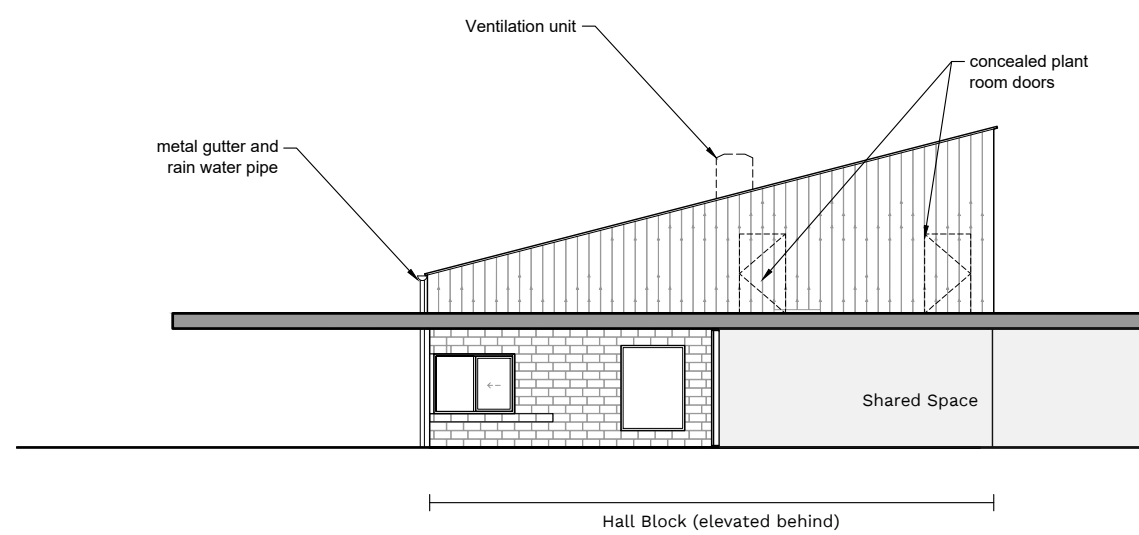 Ventilation unit
concealed plant
room doors
metal gutter and
rain water pipe
Shared Space
Hall Block (elevated behind)